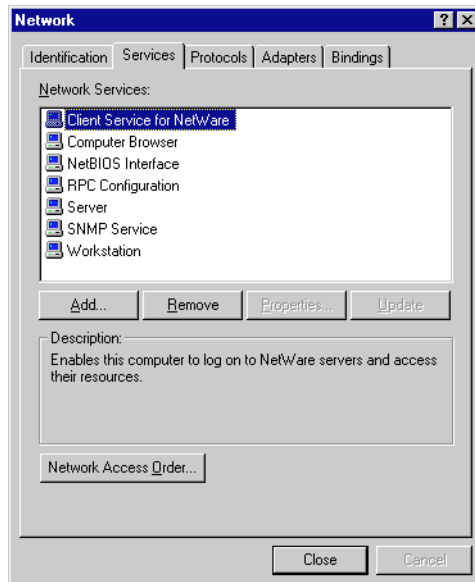 Network
Identification Services Protocols Adapters Bindings
Network Services:
Client Service for NetWare
Computer Browser
NetBIOS Interface
RPC Configuration
Server
SNMP Service
Workstation
Add... Remove Properties... Update
Description:
Enables this computer to log on to NetWare servers and access
their resources.
Network Access Order...
Close Cancel